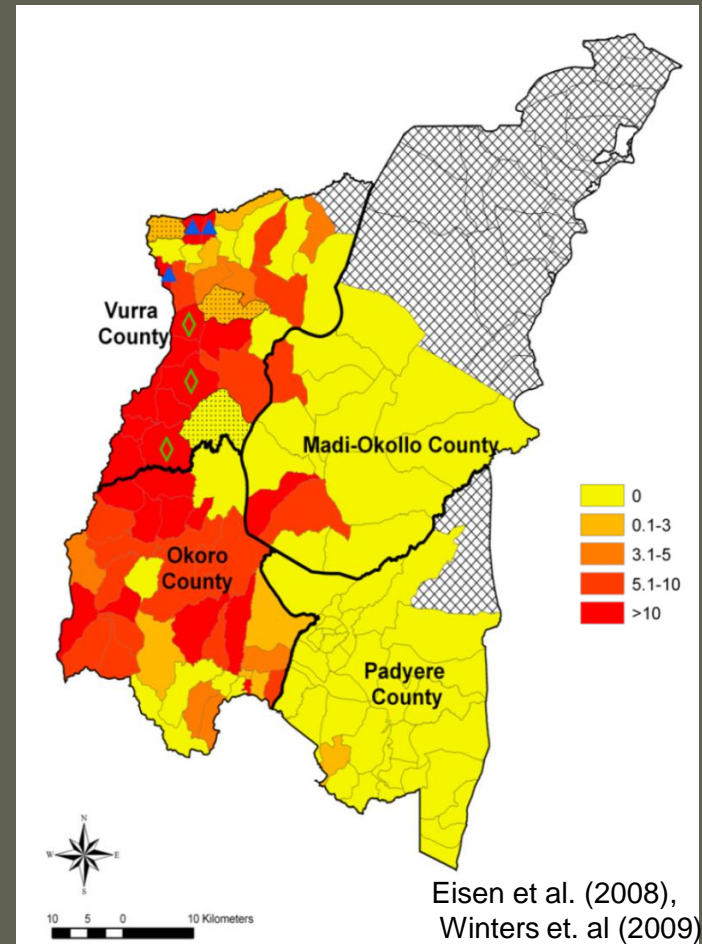 Vurra
County
Madi-Okollo County
Okoro
County
Padyere
County
0
0.1-3
3.1-5
5.1-10
>10
N
W
E
S
10 5 0 10 Kilometers
Eisen et al. (2008),
Winters et. al (2009)